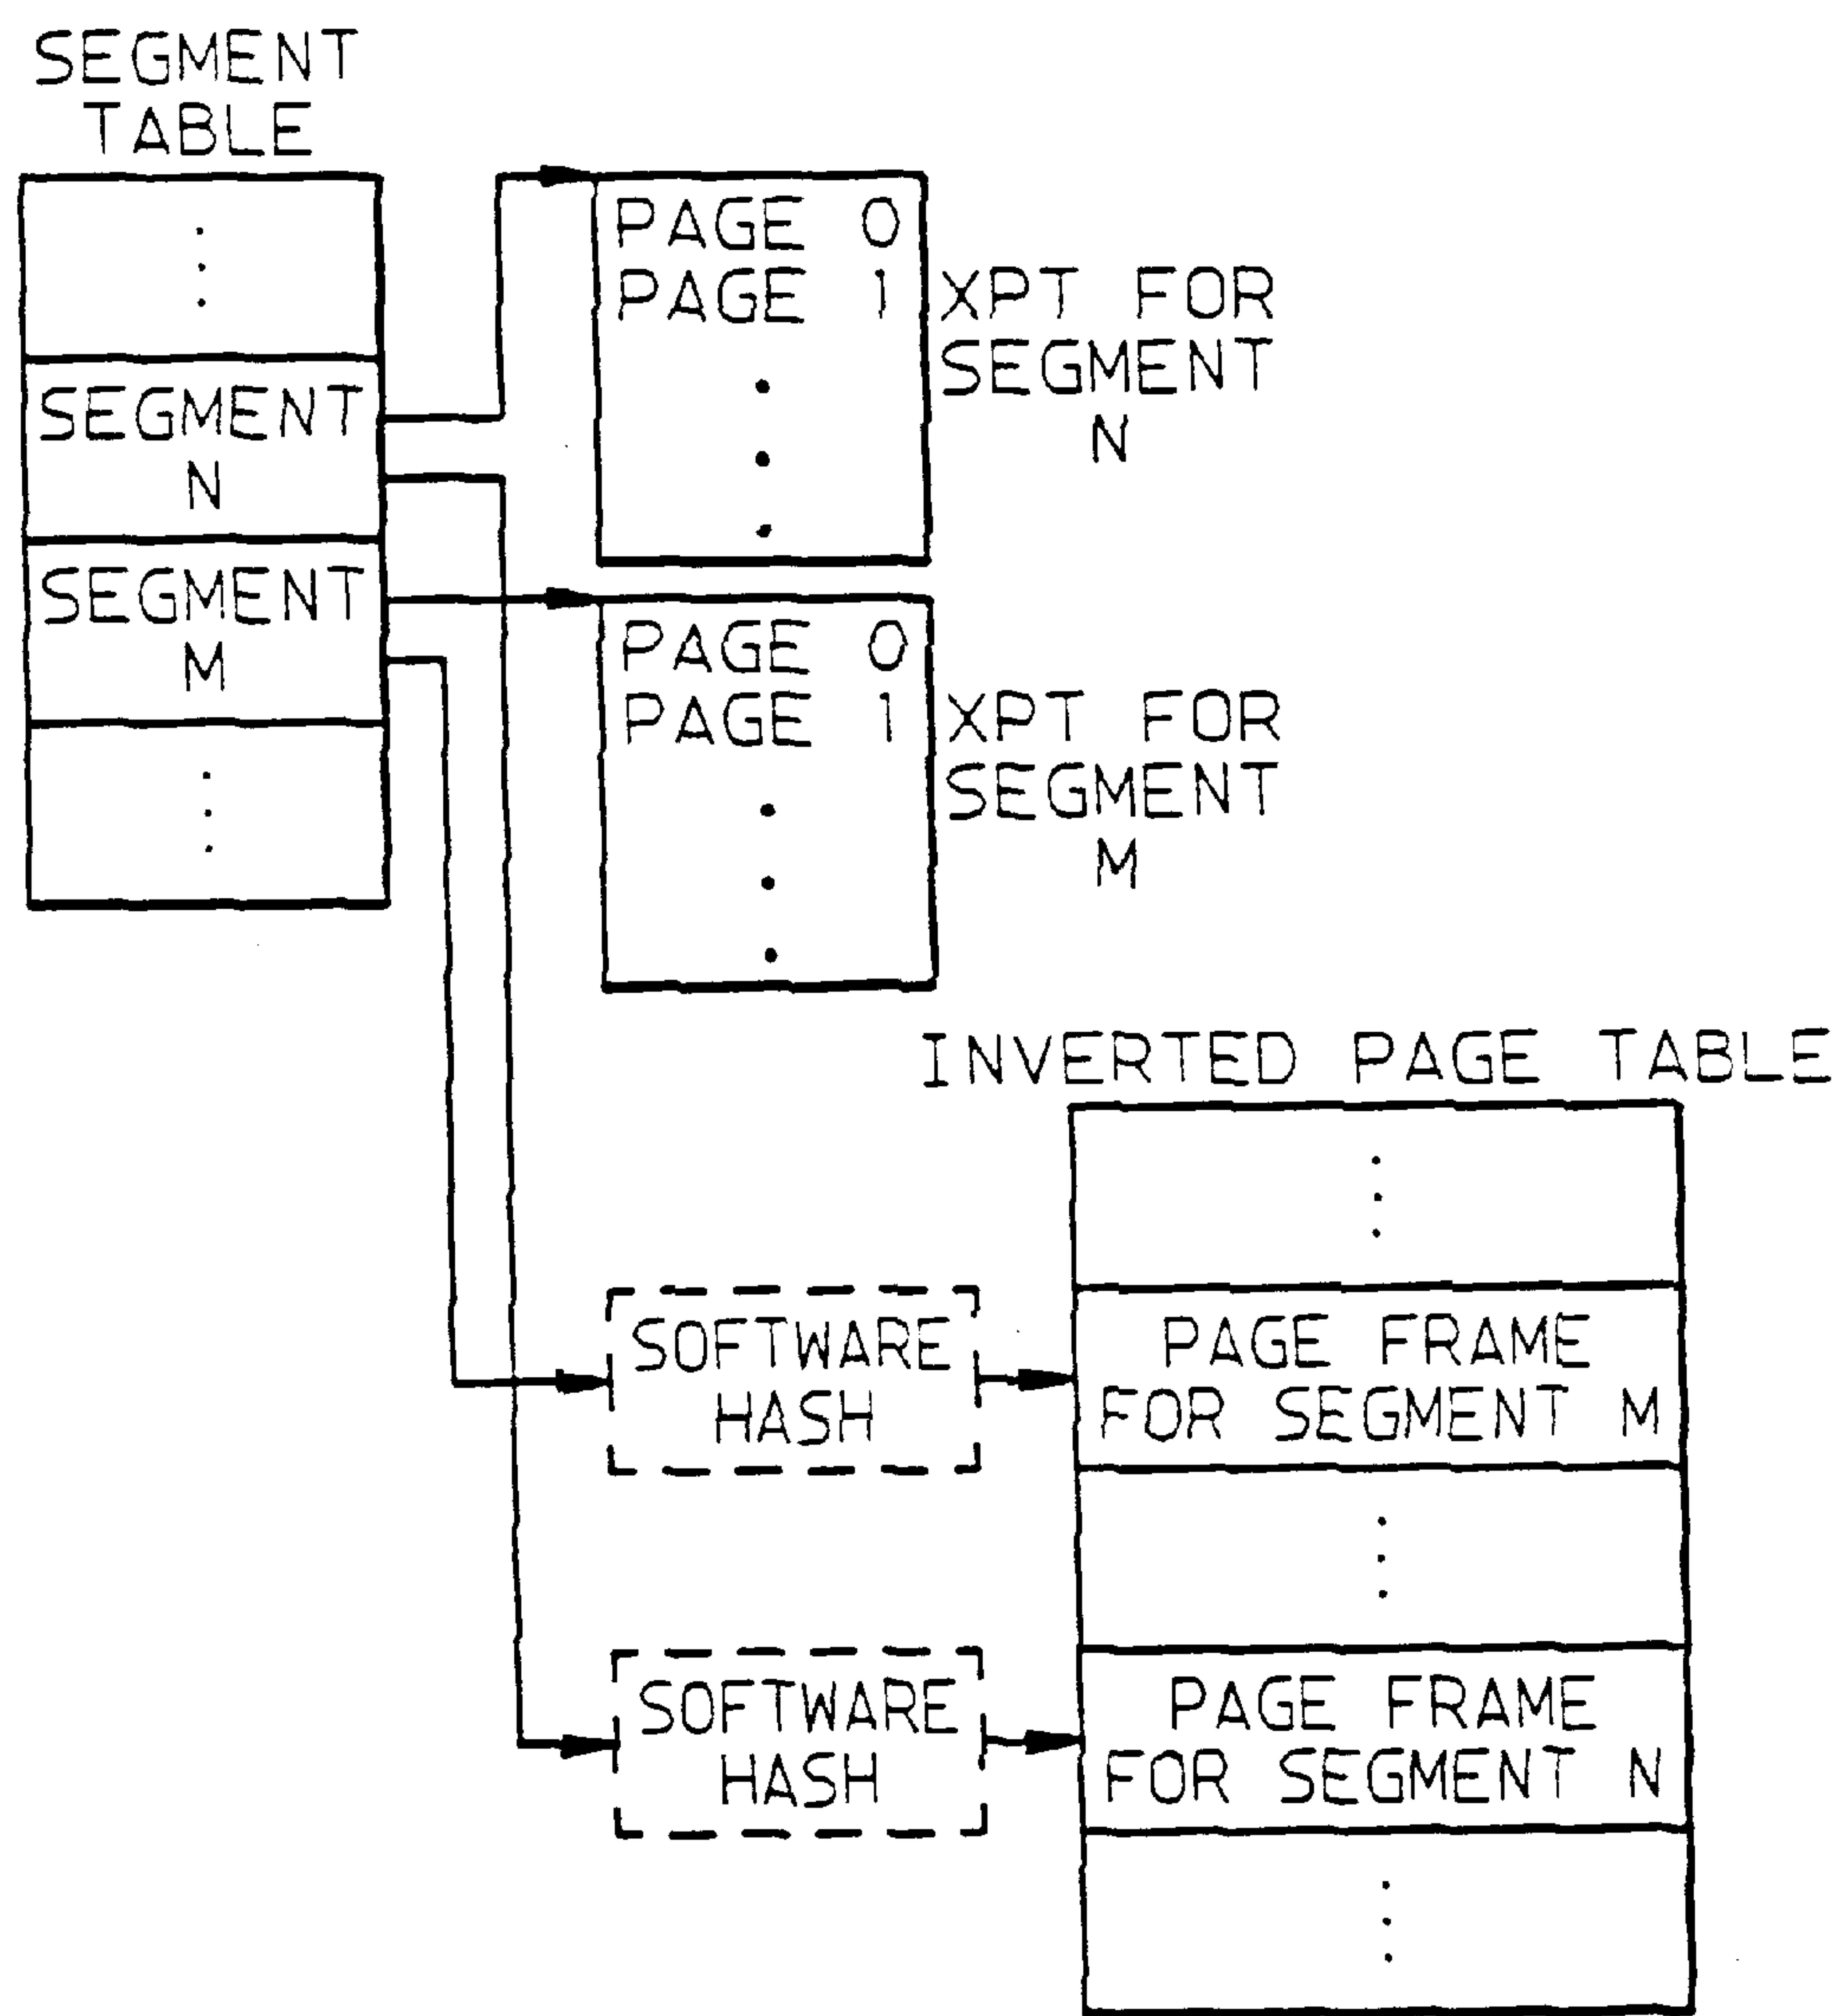 SEGMENT
TABLE
SEGMENT
N
SEGMENT
M
PAGE 0
PAGE 1
XPT FOR
SEGMENT
N
PAGE 0
PAGE 1
XPT FOR
SEGMENT
M
INVERTED PAGE TABLE
SOFTWARE
HASH
PAGE FRAME
FOR SEGMENT M
SOFTWARE
HASH
PAGE FRAME
FOR SEGMENT N